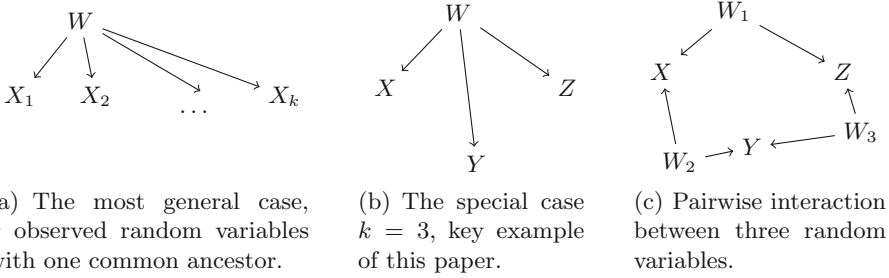 W
X₁ X₂ ... Xₖ
W
X Z
Y
W₁
X Z
W₃
W₂ Y
a) The most general case,
observed random variables
with one common ancestor.
(b) The special case
k = 3, key example
of this paper.
(c) Pairwise interaction
between three random
variables.